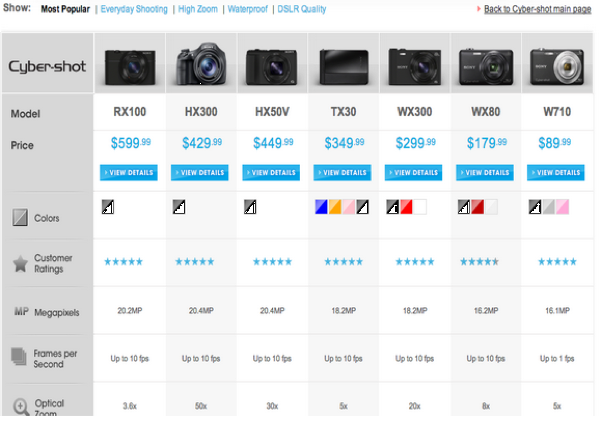 Show: Most Popular | Everyday Shooting | High Zoom | Waterproof | DSLR Quality
Back to Cyber-shot main page
Cyber-shot
Model RX100 HX300 HX50V TX30 WX300 WX80 W710
Price $599.99 $429.99 $449.99 $349.99 $299.99 $179.99 $89.99
VIEW DETAILS VIEW DETAILS VIEW DETAILS VIEW DETAILS VIEW DETAILS VIEW DETAILS VIEW DETAILS
Colors
Customer
Ratings
MP Megapixels 20.2MP 20.4MP 20.4MP 18.2MP 18.2MP 16.2MP 16.1MP
Frames per
Second Up to 10 fps Up to 10 fps Up to 10 fps Up to 10 fps Up to 10 fps Up to 10 fps Up to 1 fps
Optical
Zoom 3.6x 50x 30x 5x 20x 8x 5x